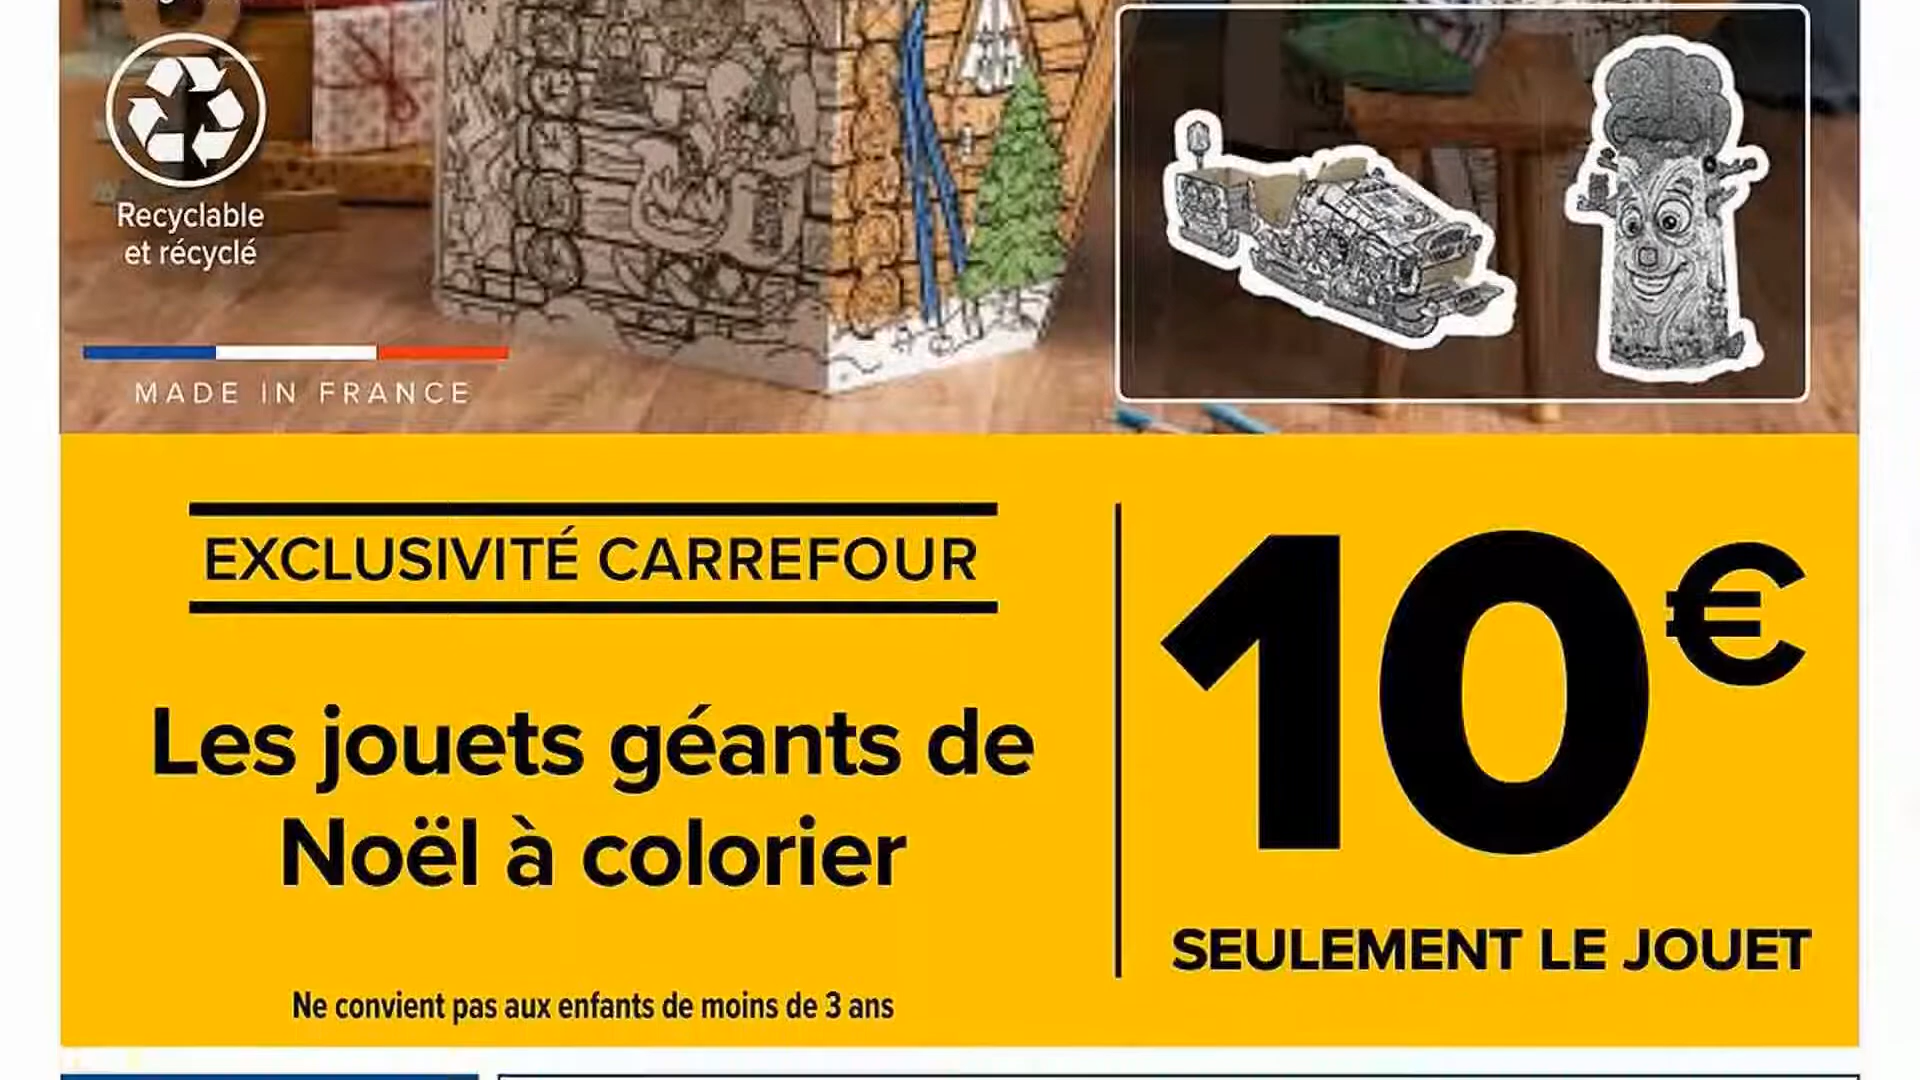 Recyclable
et récyclé
MADE IN FRANCE
EXCLUSIVITÉ CARREFOUR
Les jouets géants de
Noël à colorier
Ne convient pas aux enfants de moins de 3 ans
10€
SEULEMENT LE JOUET